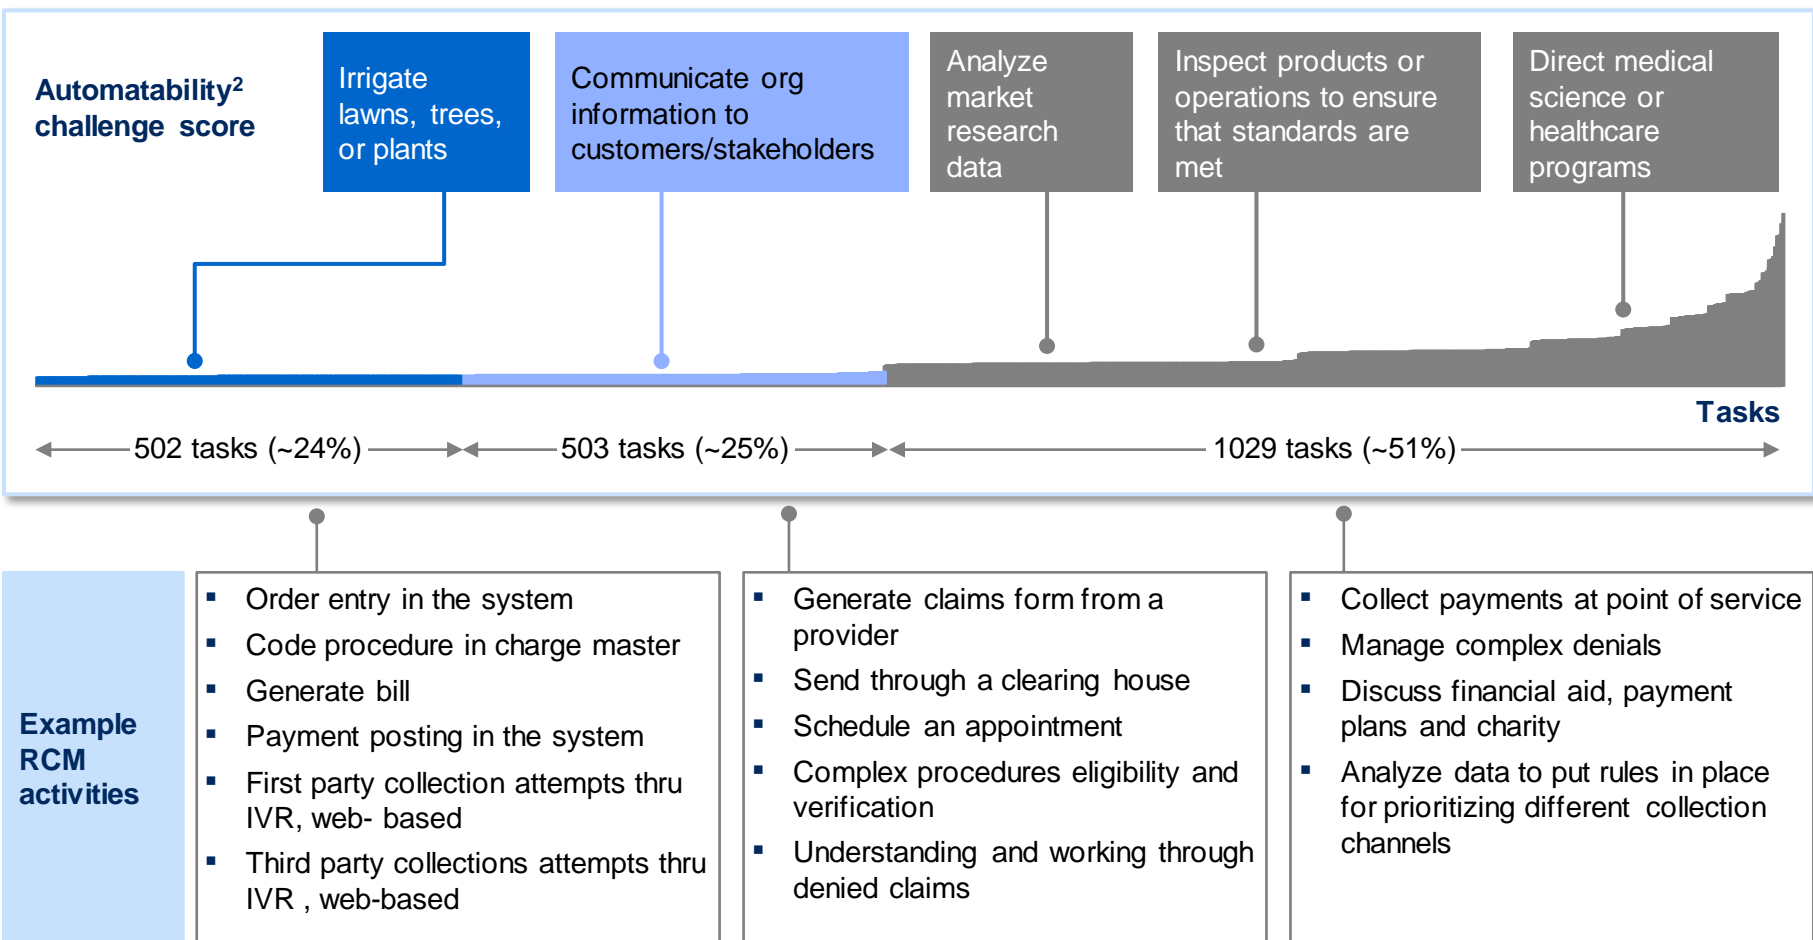 Automatability2
challenge score
Irrigate
lawns, trees,
or plants
Communicate org
information to
customers/stakeholders
Analyze
market
research
data
Inspect products or
operations to ensure
that standards are
met
Direct medical
science or
healthcare
programs
Tasks
502 tasks (~24%)
503 tasks (~25%)
1029 tasks (~51%)
Example
RCM
activities
▪ Order entry in the system
▪ Code procedure in charge master
▪ Generate bill
▪ Payment posting in the system
▪ First party collection attempts thru
IVR, web- based
▪ Third party collections attempts thru
IVR , web-based
▪ Generate claims form from a
provider
▪ Send through a clearing house
▪ Schedule an appointment
▪ Complex procedures eligibility and
verification
▪ Understanding and working through
denied claims
▪ Collect payments at point of service
▪ Manage complex denials
▪ Discuss financial aid, payment
plans and charity
▪ Analyze data to put rules in place
for prioritizing different collection
channels